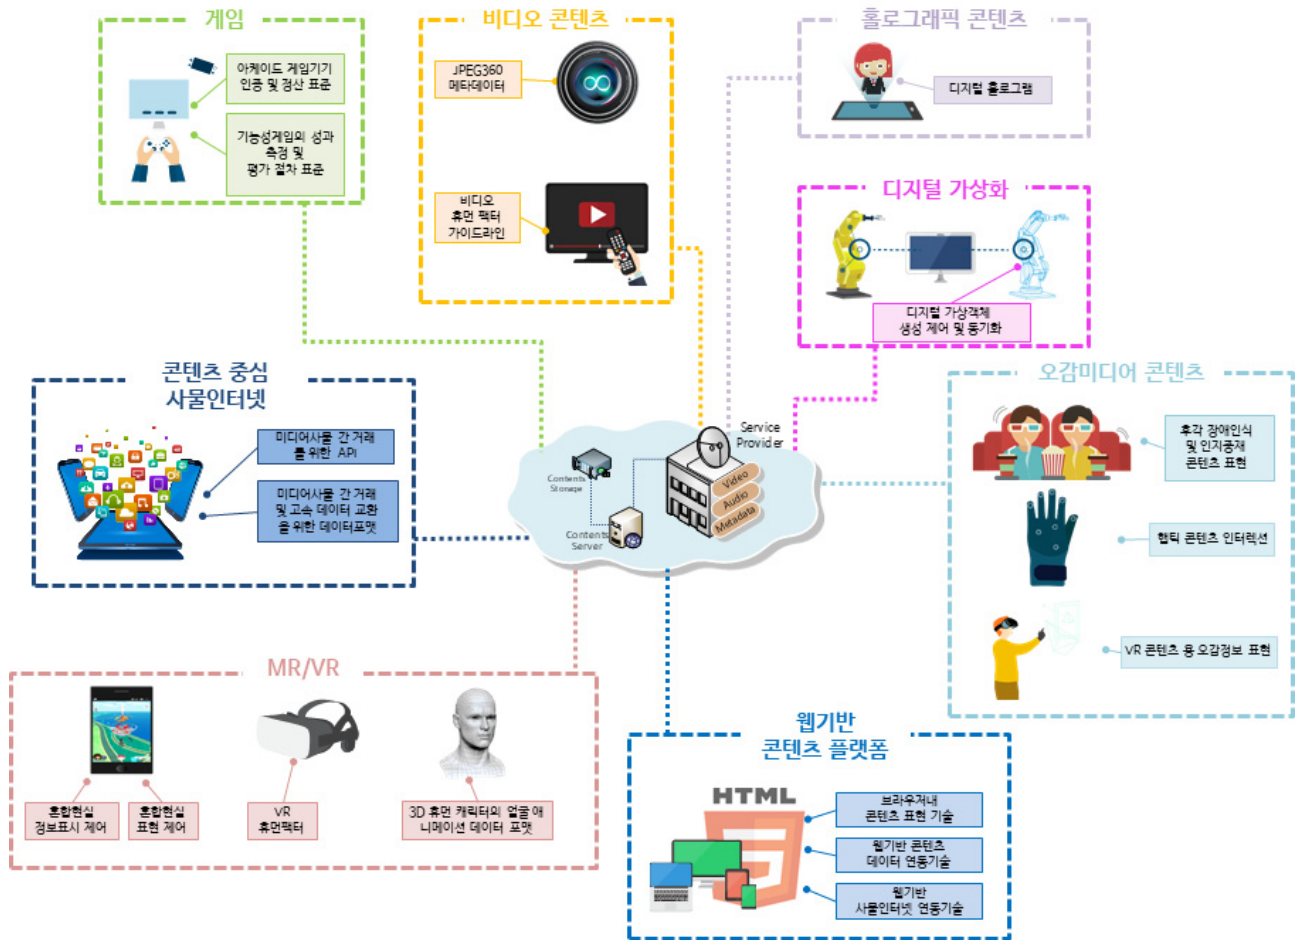 게임
아케이드 게임기기
인증 및 정산 표준
기능성게임의 성과
측정 및
평가 절차 표준
비디오 콘텐츠
JPEG360
메타데이터
비디오
휴먼 팩터
가이드라인
홀로그래픽 콘텐츠
디지털 홀로그램
디지털 가상화
디지털 가상객체
생성 제어 및 동기화
콘텐츠 중심
사물인터넷
미디어사물 간 거래
를 위한 API
미디어사물 간 거래
및 고속 데이터 교환
을 위한 데이터포맷
Service
Provider
Video
Audio
Metadata
Contents
Storage
Contents
Server
오감미디어 콘텐츠
후각 장애인식
및 인지공재
콘텐츠 표현
햅틱 콘텐츠 인터렉션
VR 콘텐츠 용 오감정보 표현
MR/VR
혼합현실
정보표시 제어
혼합현실
표현 제어
VR
휴먼팩터
3D 휴먼 캐릭터의 얼굴 애
니메이션 데이터 포맷
웹기반
콘텐츠 플랫폼
HTML
브라우저내
콘텐츠 표현 기술
웹기반 콘텐츠
데이터 연동기술
웹기반
사물인터넷 연동기술